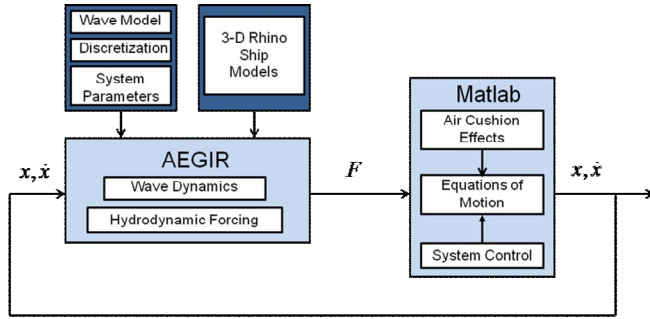 Wave Model
Discretization
System
Parameters
3-D Rhino
Ship
Models
AEGIR
Wave Dynamics
Hydrodynamic Forcing
x, ẋ
F
Matlab
Air Cushion
Effects
Equations of
Motion
System Control
x, ẋ